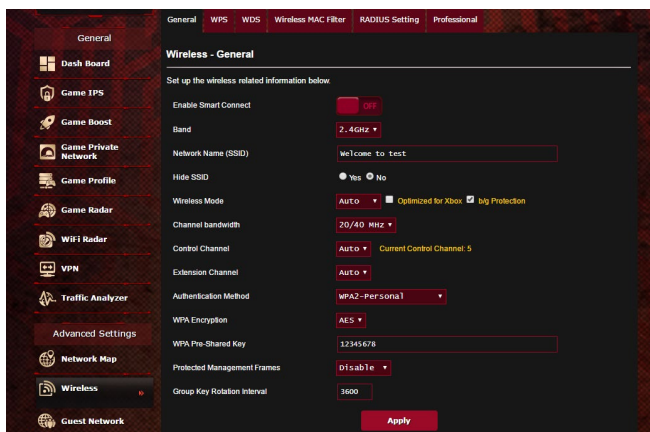 General WPS WDS Wireless MAC Filter RADIUS Setting Professional
General
Dash Board
Game IPS
Game Boost
Game Private
Network
Game Profile
Game Radar
WiFi Radar
VPN
Traffic Analyzer
Advanced Settings
Network Map
Wireless
Guest Network
Wireless - General
Set up the wireless related information below.
Enable Smart Connect OFF
Band 2.4GHz
Network Name (SSID) Welcome to test
Hide SSID Yes No
Wireless Mode Auto Optimized for Xbox b/g Protection
Channel bandwidth 20/40 MHz
Control Channel Auto Current Control Channel: 5
Extension Channel Auto
Authentication Method WPA2-Personal
WPA Encryption AES
WPA Pre-Shared Key 12345678
Protected Management Frames Disable
Group Key Rotation Interval 3600
Apply